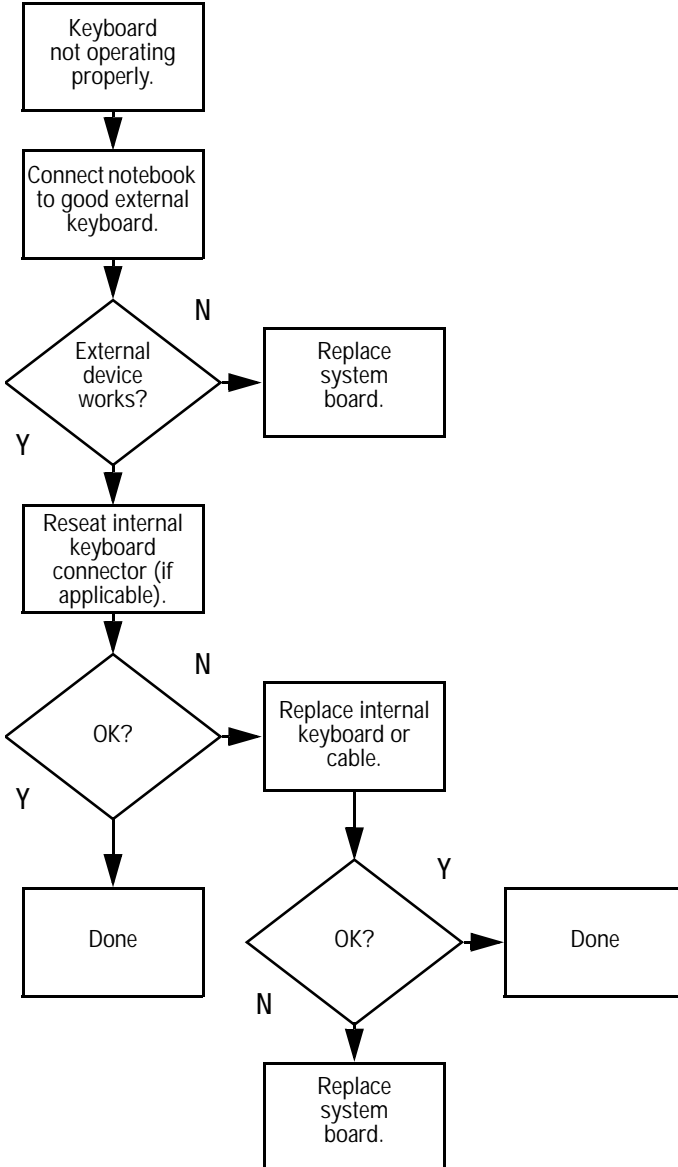 Keyboard
not operating
properly.
Connect notebook
to good external
keyboard.
N
External
device
works?
Replace
system
board.
Y
Reseat internal
keyboard
connector (if
applicable).
N
OK?
Replace internal
keyboard or
cable.
Y
Y
Done
OK?
Done
N
Replace
system
board.